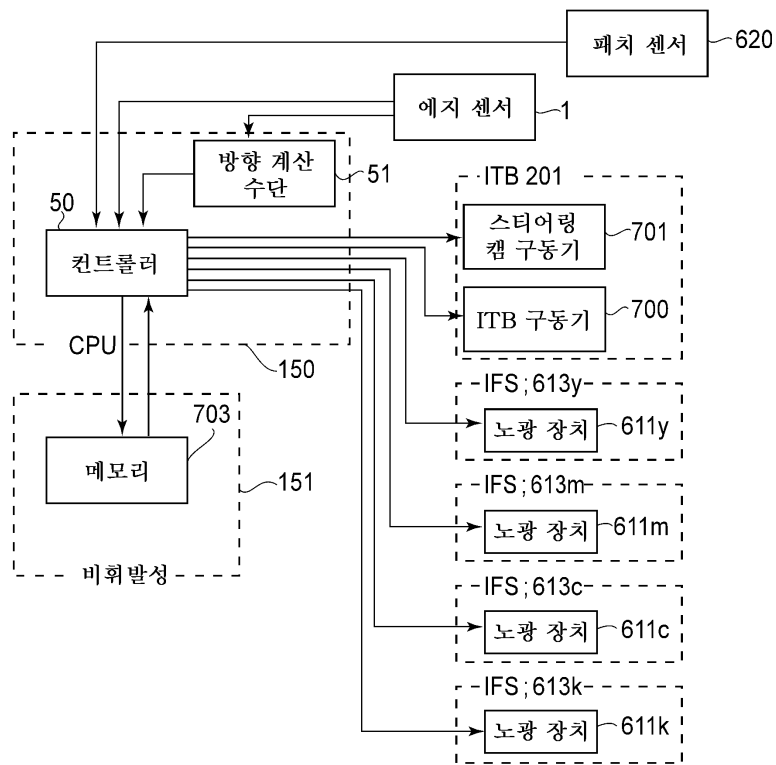 패치 센서
620
에지 센서
1
방향 계산
수단
51
50
컨트롤러
CPU
150
ITB 201
스티어링
캠 구동기
701
ITB 구동기
700
703
메모리
151
비휘발성
IFS ; 613y
노광 장치
611y
IFS ; 613m
노광 장치
611m
IFS ; 613c
노광 장치
611c
IFS ; 613k
노광 장치
611k